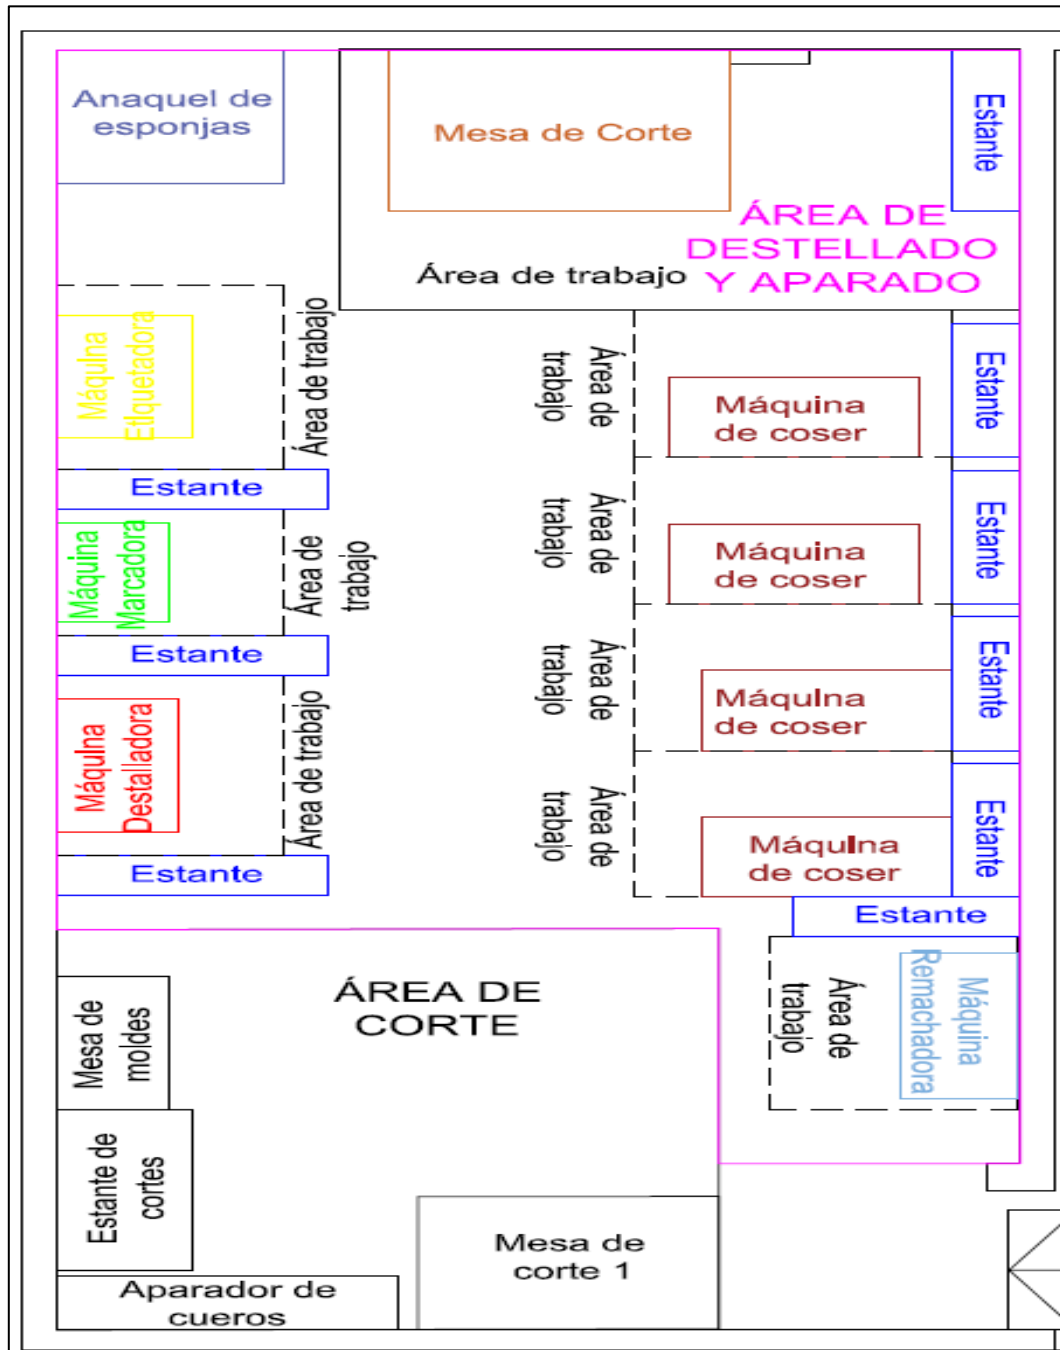 Anaquel de
esponjas
Mesa de Corte
Estante
ÁREA DE
DESTELLADO
Y APARADO
Área de trabajo
Máquina
Etiquetadora
Área de trabajo
Área de
trabajo
Máquina
de coser
Estante
Estante
Máquina
Marcadora
Área de
trabajo
Área de
trabajo
Máquina
de coser
Estante
Estante
Máquina
Destalladora
Área de trabajo
Área de
trabajo
Máquina
de coser
Estante
Área de
trabajo
Máquina
de coser
Estante
Estante
Estante
ÁREA DE
CORTE
Área de
trabajo
Máquina
Remachadora
Mesa de
moldes
Estante de
cortes
Mesa de
corte 1
Aparador de
cueros